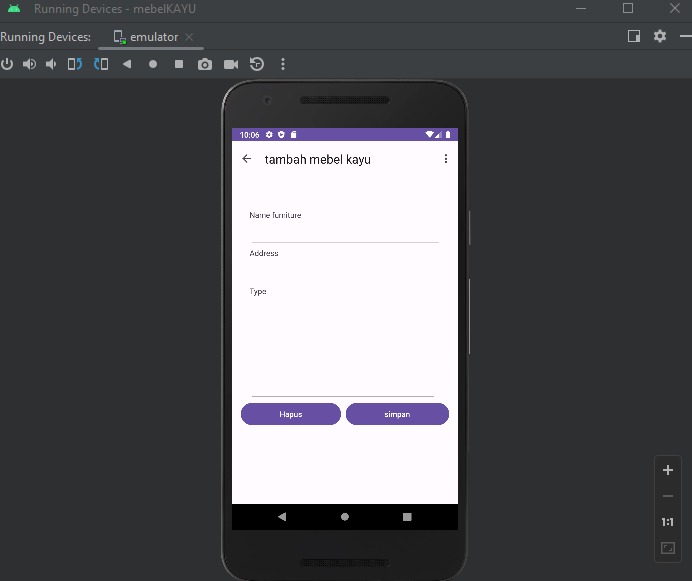 Running Devices - mebelKAYU
Running Devices:
emulator
10:06
tambah mebel kayu
Name furniture
Address
Type
Hapus
simpan
1:1